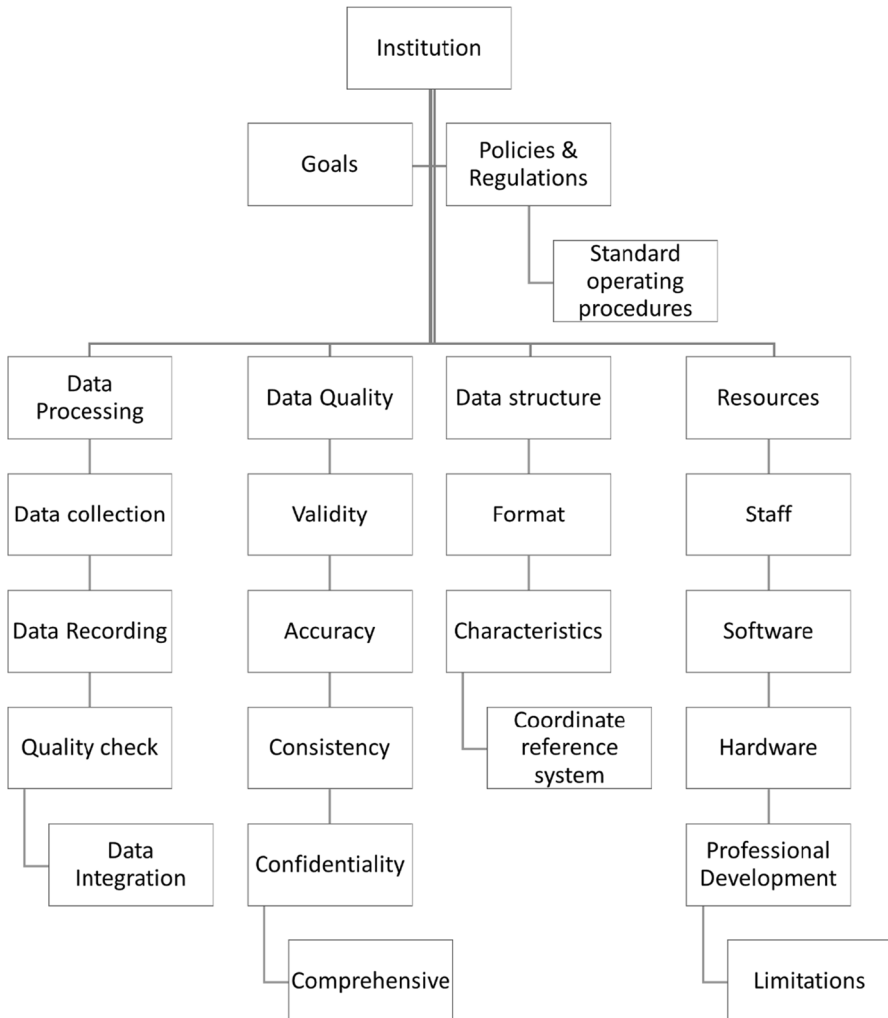 Institution
Goals
Policies &
Regulations
Standard
operating
procedures
Data
Processing
Data Quality
Data structure
Resources
Data collection
Validity
Format
Staff
Data Recording
Accuracy
Characteristics
Software
Quality check
Consistency
Coordinate
reference
system
Hardware
Data
Integration
Confidentiality
Professional
Development
Comprehensive
Limitations